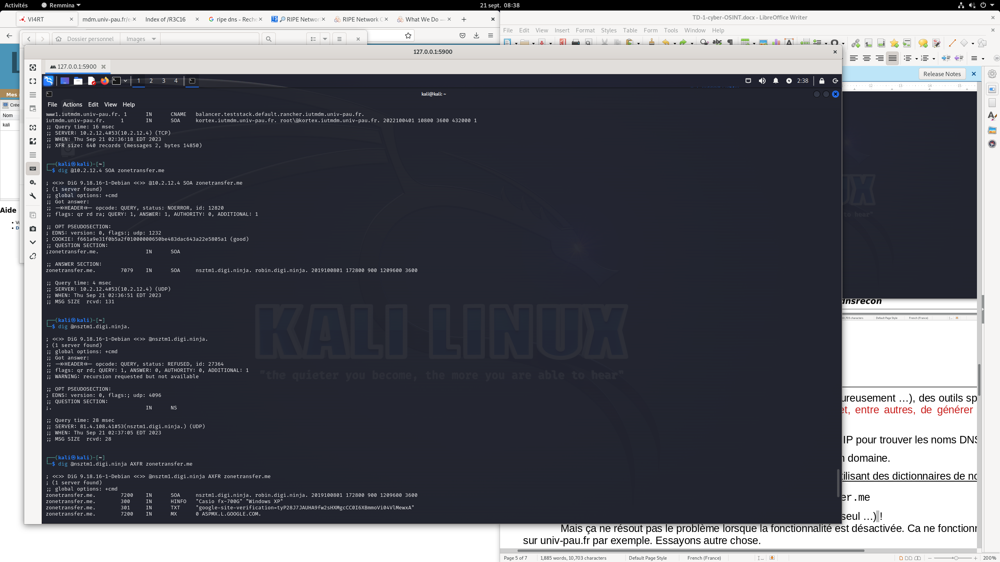 Activités
Remmina
21 sept. 08:38
VI4RT
mdm.univ-pau.fr/e
Index of /R3C16
ripe dns - Reche
RIPE Networ
RIPE Network C
What We Do —
TD-1-cyber-OSINT.docx - LibreOffice Writer
File Edit View Insert Format Styles Table Form Tools Window Help
Dossier personnel
Images
127.0.0.1:5900
127.0.0.1:5900
Release Notes
12 13 14 15
1 2 3 4
2:38
kali@kali: ~
File Actions Edit View Help
Mes
Crée
Nom
kali
Aide
www1.iutmdm.univ-pau.fr. 1 IN CNAME balancer.teststack.default.rancher.iutmdm.univ-pau.fr.
iutmdm.univ-pau.fr. 1 IN SOA kortex.iutmdm.univ-pau.fr. root\@kortex.iutmdm.univ-pau.fr. 2022100401 10800 3600 432000 1
;; Query time: 16 msec
;; SERVER: 10.2.12.4#53(10.2.12.4) (TCP)
;; WHEN: Thu Sep 21 02:36:18 EDT 2023
;; XFR size: 640 records (messages 2, bytes 14850)
┌──(kali㉿kali)-[~]
└─$ dig @10.2.12.4 SOA zonetransfer.me
; <<>> DiG 9.18.16-1-Debian <<>> @10.2.12.4 SOA zonetransfer.me
; (1 server found)
;; global options: +cmd
;; Got answer:
;; ->>HEADER<<- opcode: QUERY, status: NOERROR, id: 12820
;; flags: qr rd ra; QUERY: 1, ANSWER: 1, AUTHORITY: 0, ADDITIONAL: 1
;; OPT PSEUDOSECTION:
; EDNS: version: 0, flags:; udp: 1232
; COOKIE: f661a9e31f0b5a2f01000000650be483dac643a22e5805a1 (good)
;; QUESTION SECTION:
;zonetransfer.me. IN SOA
;; ANSWER SECTION:
zonetransfer.me. 7079 IN SOA nsztm1.digi.ninja. robin.digi.ninja. 2019100801 172800 900 1209600 3600
;; Query time: 4 msec
;; SERVER: 10.2.12.4#53(10.2.12.4) (UDP)
;; WHEN: Thu Sep 21 02:36:51 EDT 2023
;; MSG SIZE rcvd: 131
┌──(kali㉿kali)-[~]
└─$ dig @nsztm1.digi.ninja.
; <<>> DiG 9.18.16-1-Debian <<>> @nsztm1.digi.ninja.
; (1 server found)
;; global options: +cmd
;; Got answer:
;; ->>HEADER<<- opcode: QUERY, status: REFUSED, id: 27364
;; flags: qr rd; QUERY: 1, ANSWER: 0, AUTHORITY: 0, ADDITIONAL: 1
;; WARNING: recursion requested but not available
;; OPT PSEUDOSECTION:
; EDNS: version: 0, flags:; udp: 4096
;; QUESTION SECTION:
;. IN NS
;; Query time: 28 msec
;; SERVER: 81.4.108.41#53(nsztm1.digi.ninja.) (UDP)
;; WHEN: Thu Sep 21 02:37:05 EDT 2023
;; MSG SIZE rcvd: 28
┌──(kali㉿kali)-[~]
└─$ dig @nsztm1.digi.ninja AXFR zonetransfer.me
; <<>> DiG 9.18.16-1-Debian <<>> @nsztm1.digi.ninja AXFR zonetransfer.me
; (1 server found)
;; global options: +cmd
zonetransfer.me. 7200 IN SOA nsztm1.digi.ninja. robin.digi.ninja. 2019100801 172800 900 1209600 3600
zonetransfer.me. 300 IN HINFO "Casio fx-700G" "Windows XP"
zonetransfer.me. 301 IN TXT "google-site-verification=tyP28J7JAUHA9fw2sHXMgcCC0I6XBmmoVi04VlMewxA"
zonetransfer.me. 7200 IN MX 0 ASPMX.L.GOOGLE.COM.
KALI LINUX
"the quieter you become, the more you are able to hear"
UX
to hear"
dnsrecon
10,703 characters Default Page Style French (France)
ureusement …), des outils sp
et, entre autres, de générer
IP pour trouver les noms DNS
n domaine.
tilisant des dictionnaires de no
er.me
seul …) !
Mais ça ne résout pas le problème lorsque la fonctionnalité est désactivée. Ca ne fonctionn
sur univ-pau.fr par exemple. Essayons autre chose.
Page 5 of 7
1,885 words, 10,703 characters
Default Page Style
French (France)
200%